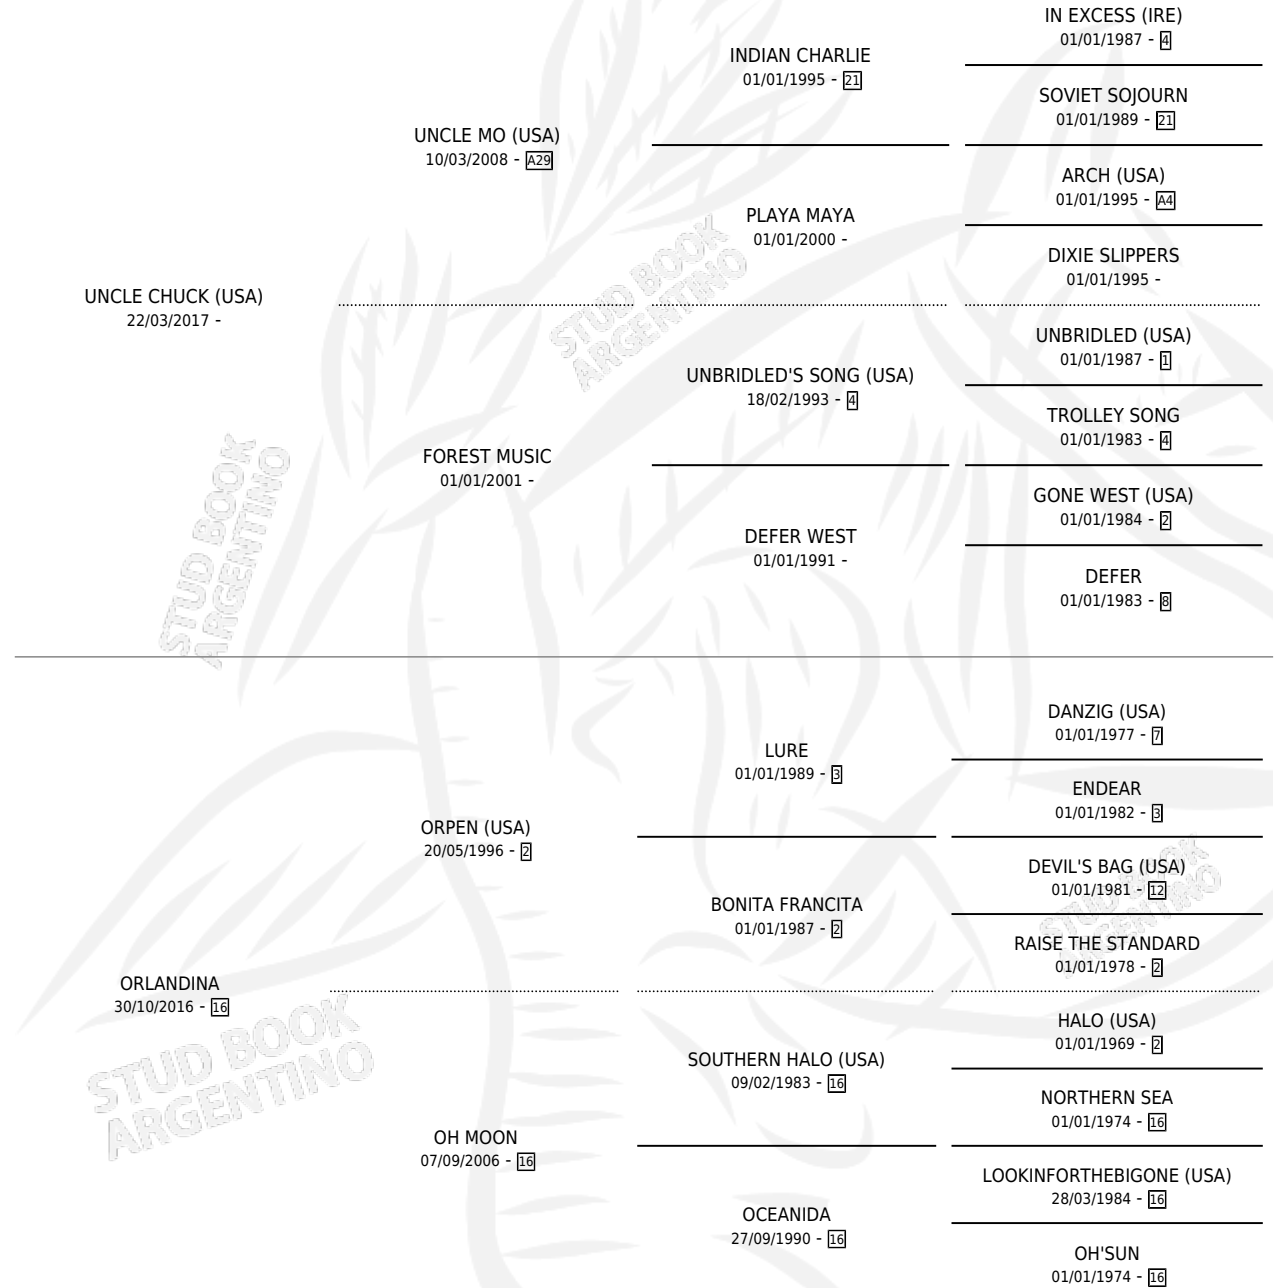 IN EXCESS (IRE)
01/01/1987 - 4
INDIAN CHARLIE
01/01/1995 - 21
SOVIET SOJOURN
01/01/1989 - 21
UNCLE MO (USA)
10/03/2008 - A29
ARCH (USA)
01/01/1995 - A4
PLAYA MAYA
01/01/2000 -
DIXIE SLIPPERS
01/01/1995 -
UNCLE CHUCK (USA)
22/03/2017 -
UNBRIDLED (USA)
01/01/1987 - 1
UNBRIDLED'S SONG (USA)
18/02/1993 - 4
TROLLEY SONG
01/01/1983 - 4
FOREST MUSIC
01/01/2001 -
GONE WEST (USA)
01/01/1984 - 2
DEFER WEST
01/01/1991 -
DEFER
01/01/1983 - 8
DANZIG (USA)
01/01/1977 - 7
LURE
01/01/1989 - 3
ENDEAR
01/01/1982 - 3
ORPEN (USA)
20/05/1996 - 2
DEVIL'S BAG (USA)
01/01/1981 - 12
BONITA FRANCITA
01/01/1987 - 2
RAISE THE STANDARD
01/01/1978 - 2
ORLANDINA
30/10/2016 - 16
HALO (USA)
01/01/1969 - 2
SOUTHERN HALO (USA)
09/02/1983 - 16
NORTHERN SEA
01/01/1974 - 16
OH MOON
07/09/2006 - 16
LOOKINFORTHEBIGONE (USA)
28/03/1984 - 16
OCEANIDA
27/09/1990 - 16
OH'SUN
01/01/1974 - 16
STUD BOOK
ARGENTINO
STUD BOOK
ARGENTINO
STUD BOOK
ARGENTINO
STUD BOOK
ARGENTINO